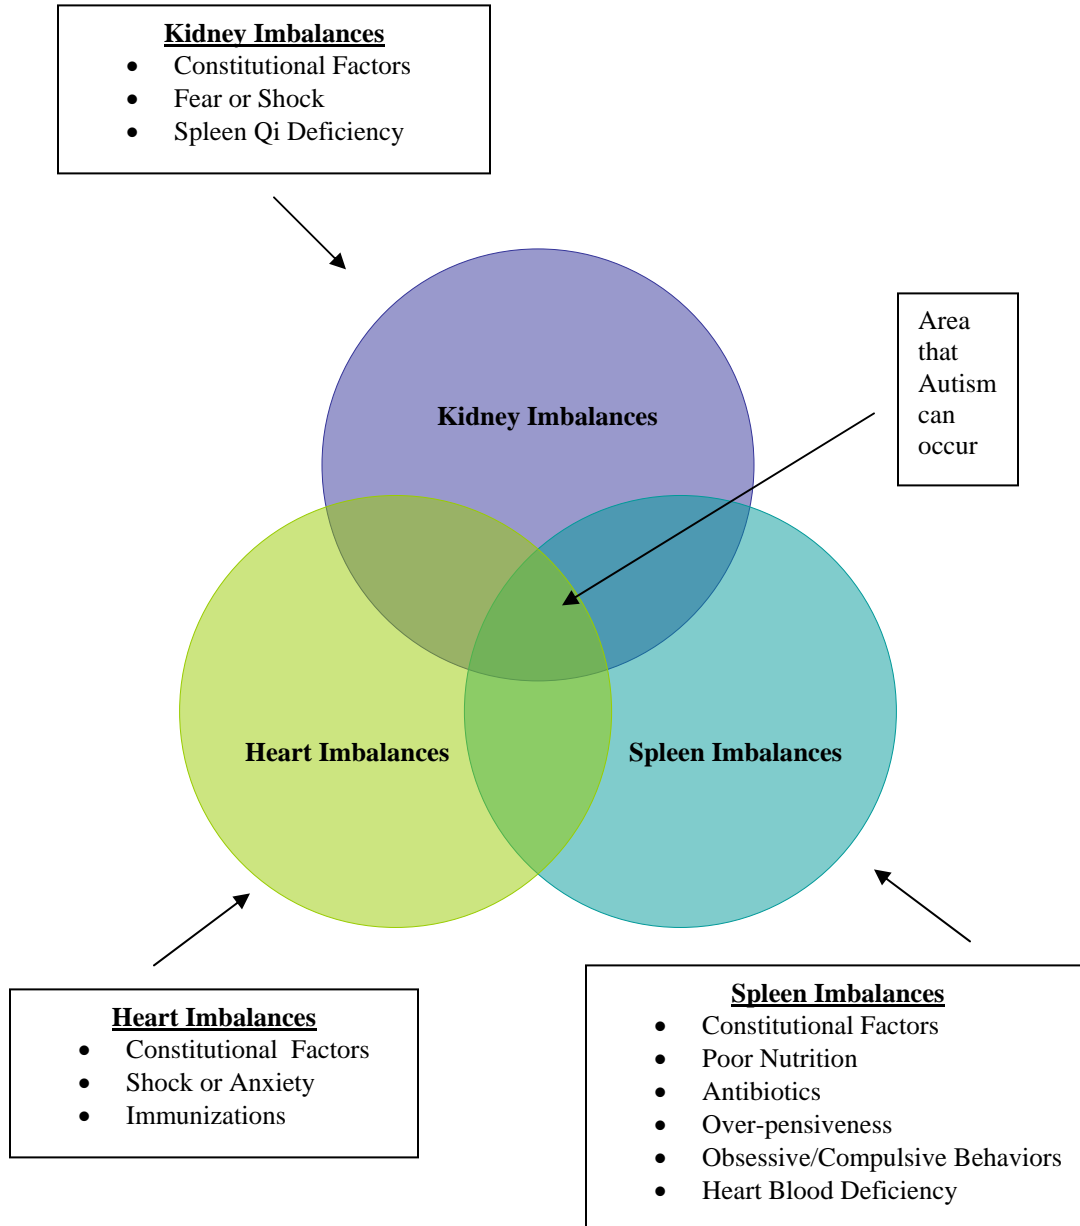 Kidney Imbalances
• Constitutional Factors
• Fear or Shock
• Spleen Qi Deficiency
Area
that
Autism
can
occur
Kidney Imbalances
Heart Imbalances
Spleen Imbalances
Heart Imbalances
• Constitutional  Factors
• Shock or Anxiety
• Immunizations
Spleen Imbalances
• Constitutional Factors
• Poor Nutrition
• Antibiotics
• Over-pensiveness
• Obsessive/Compulsive Behaviors
• Heart Blood Deficiency